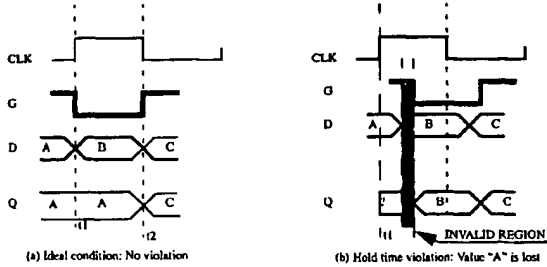 CLK
G
D A B C
Q A A C
t1 t2
(a) Ideal condition: No violation
CLK
G
D A B C
Q B C
t1 INVALID REGION
(b) Hold time violation: Value "A" is lost